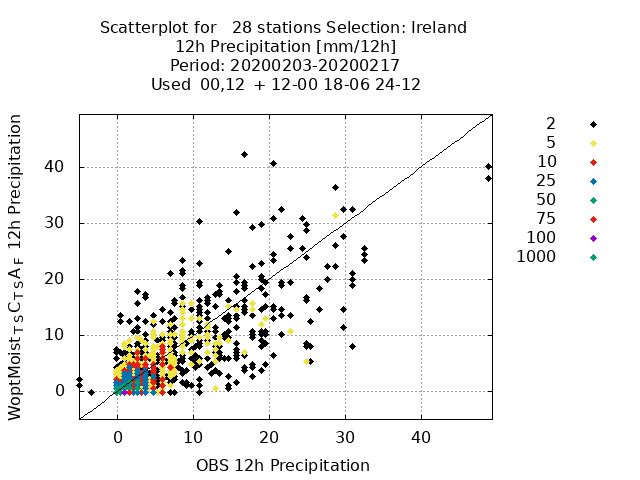 Scatterplot for   28 stations Selection: Ireland
12h Precipitation [mm/12h]
Period: 20200203-20200217
Used  00,12  + 12-00 18-06 24-12
2
5
10
25
50
75
100
1000
WoptMoist_TSC_TSA_F 12h Precipitation
40
30
20
10
0
0 10 20 30 40
OBS 12h Precipitation